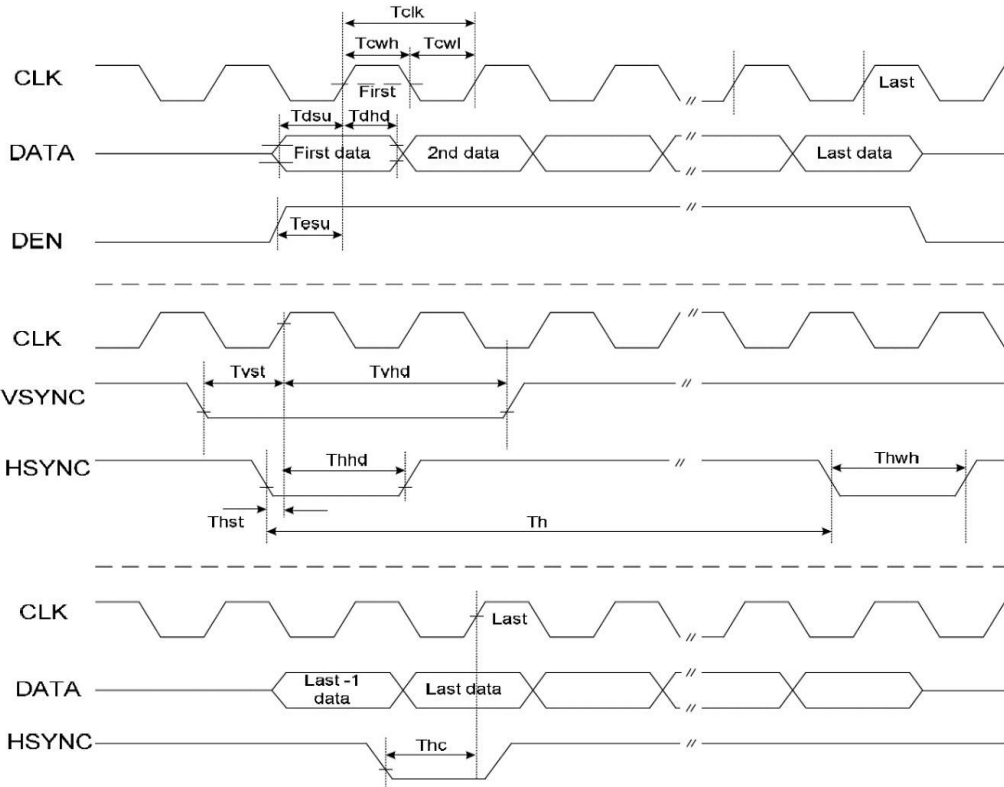 Tclk
Tcwh Tcwl
CLK
First
Last
Tdsu Tdhd
DATA
First data
2nd data
//
Last data
Tesu
DEN
//
CLK
//
Tvst
Tvhd
VSYNC
//
HSYNC
Thhd
//
Thwh
Thst
Th
CLK
Last
//
DATA
Last -1
data
Last data
//
HSYNC
Thc
//